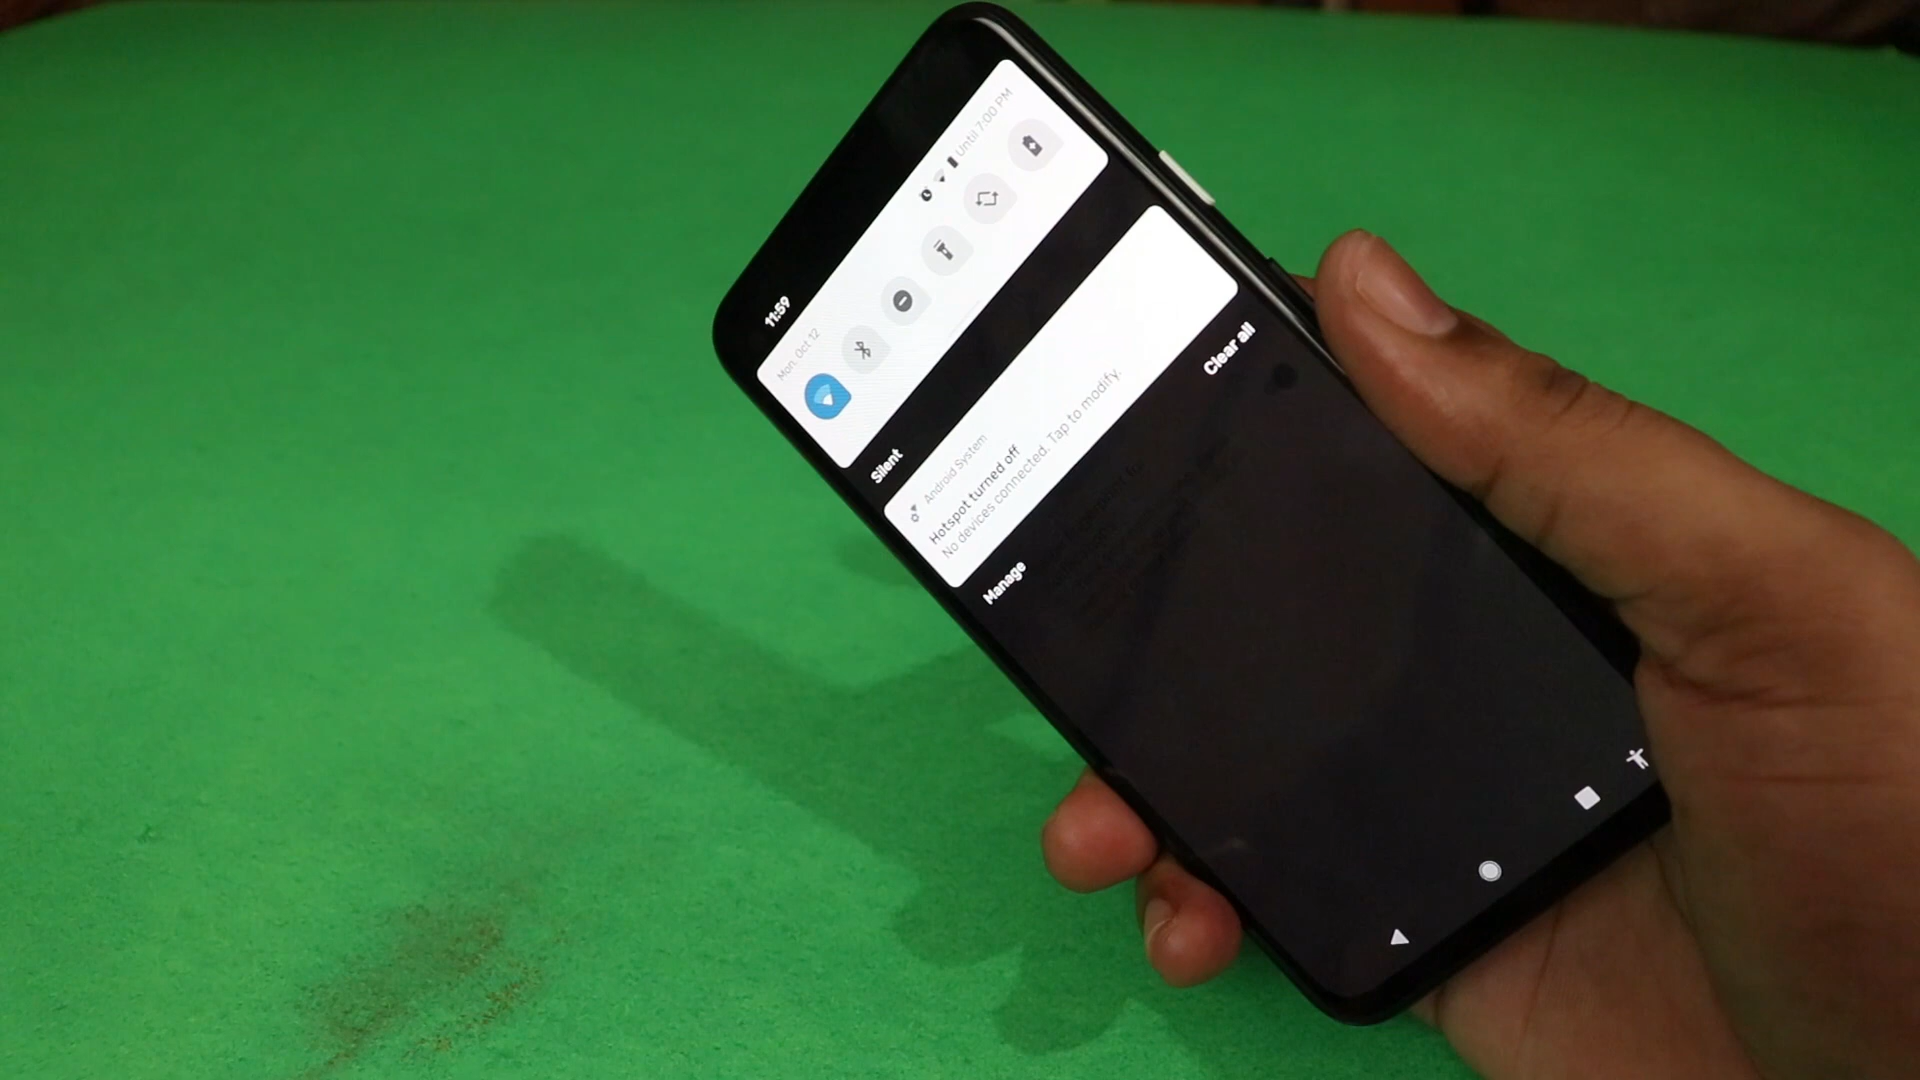 11:59
Mon, Oct 12
Until 7:00 PM
Silent
Android System
Hotspot turned off
No devices connected. Tap to modify.
Manage
Clear all